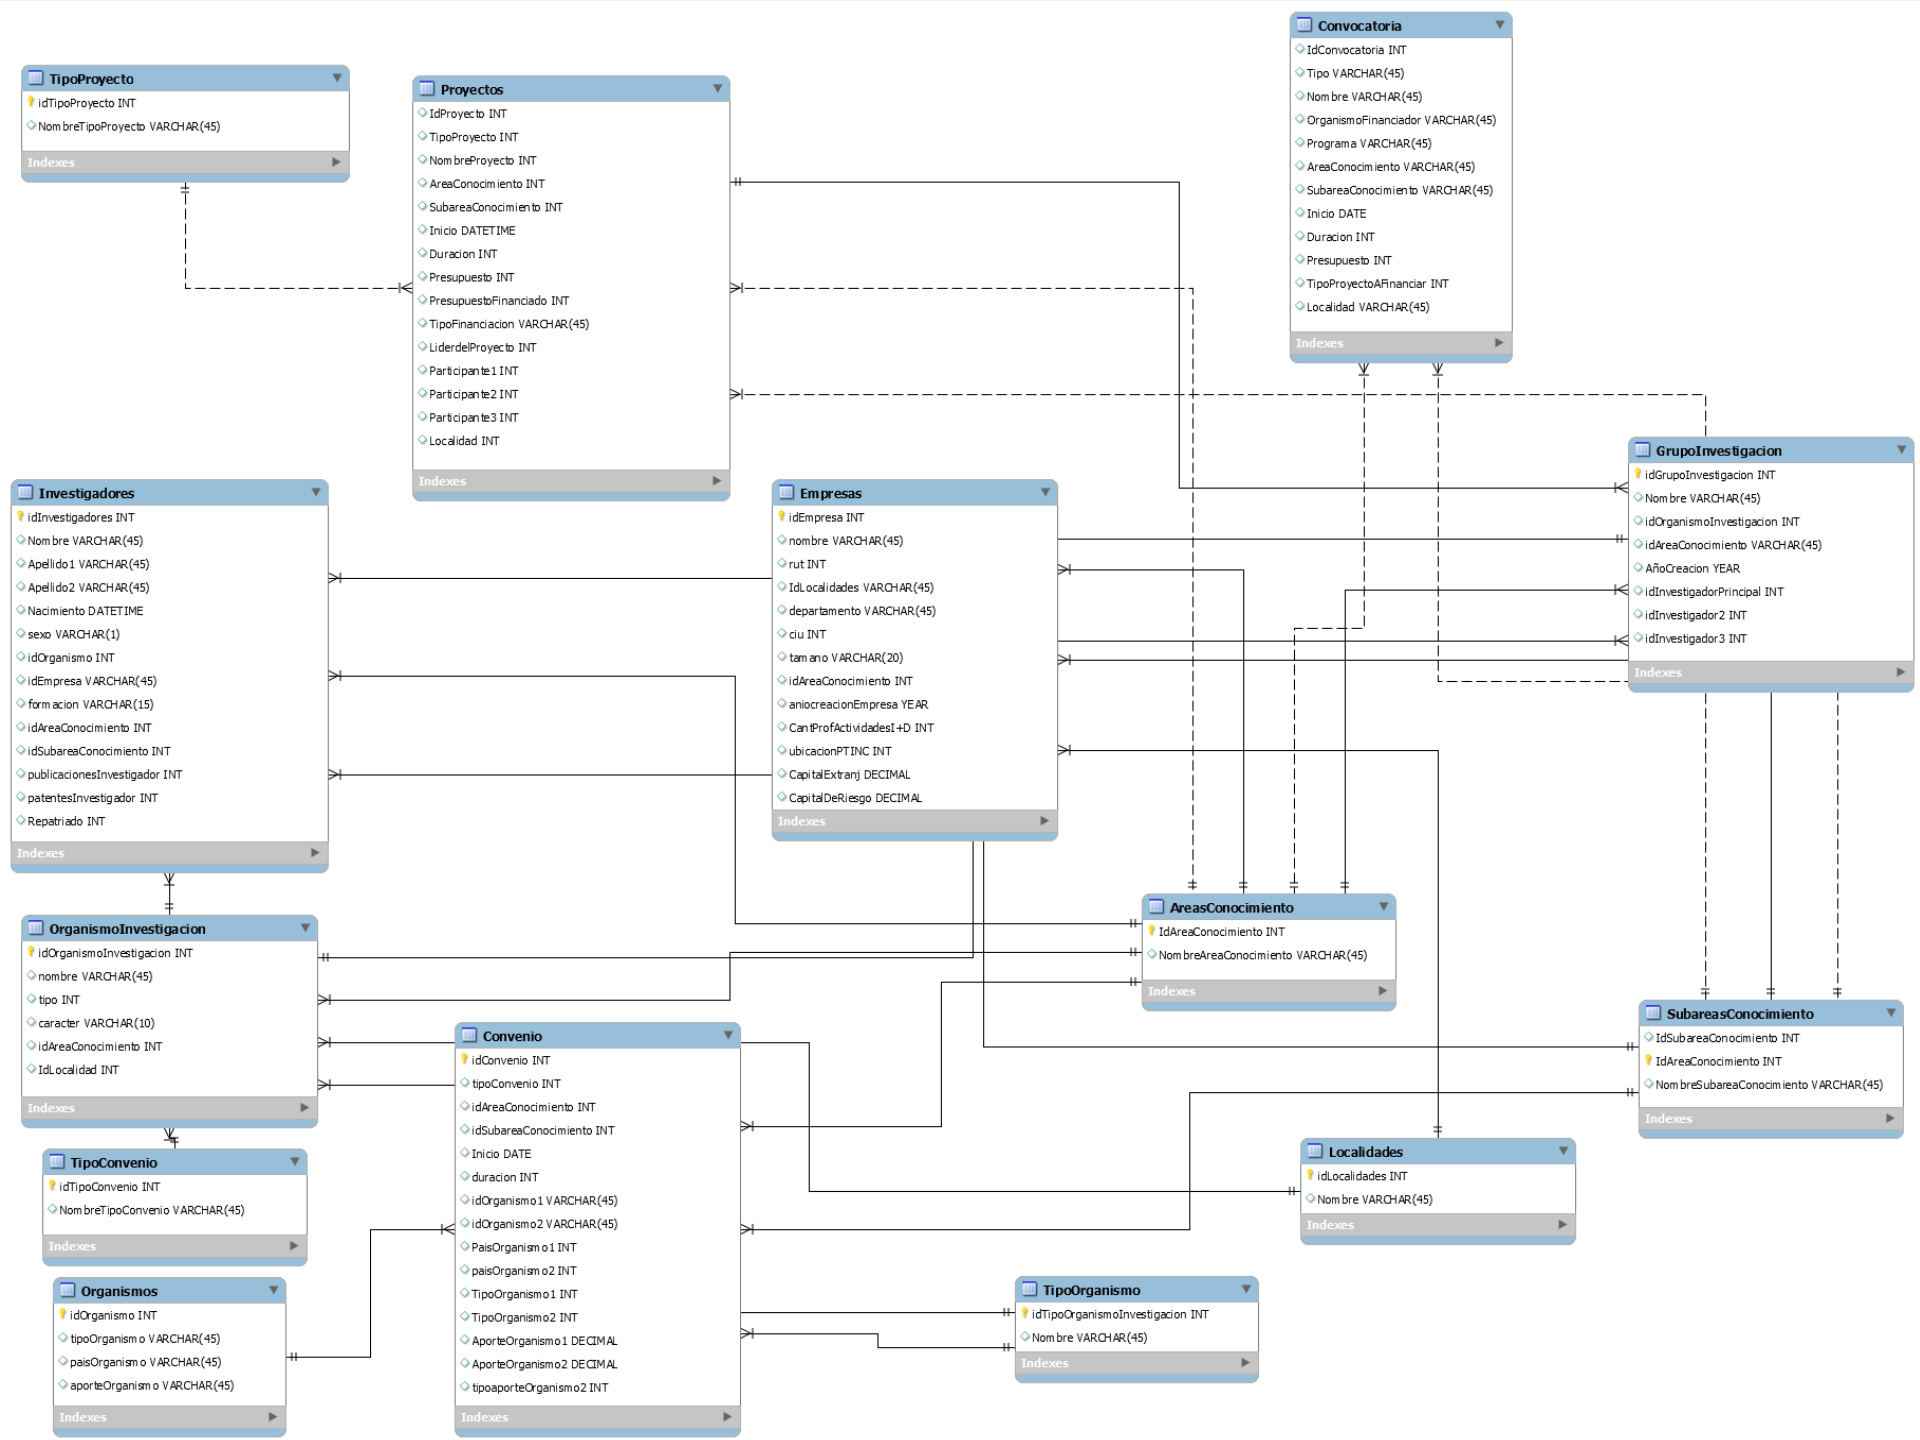 TipoProyecto
idTipoProyecto INT
NombreTipoProyecto VARCHAR(45)
Indexes
Proyectos
IdProyecto INT
TipoProyecto INT
NombreProyecto INT
AreaConocimiento INT
SubareaConocimiento INT
Inicio DATETIME
Duracion INT
Presupuesto INT
PresupuestoFinanciado INT
TipoFinanciacion VARCHAR(45)
LiderdelProyecto INT
Participante1 INT
Participante2 INT
Participante3 INT
Localidad INT
Indexes
Convocatoria
IdConvocatoria INT
Tipo VARCHAR(45)
Nombre VARCHAR(45)
OrganismoFinanciador VARCHAR(45)
Programa VARCHAR(45)
AreaConocimiento VARCHAR(45)
SubareaConocimiento VARCHAR(45)
Inicio DATE
Duracion INT
Presupuesto INT
TipoProyectoAFinanciar INT
Localidad VARCHAR(45)
Indexes
GrupoInvestigacion
idGrupoInvestigacion INT
Nombre VARCHAR(45)
idOrganismoInvestigacion INT
idAreaConocimiento VARCHAR(45)
AñoCreacion YEAR
idInvestigadorPrincipal INT
idInvestigador2 INT
idInvestigador3 INT
Indexes
Investigadores
idInvestigadores INT
Nombre VARCHAR(45)
Apellido1 VARCHAR(45)
Apellido2 VARCHAR(45)
Nacimiento DATETIME
sexo VARCHAR(1)
idOrganismo INT
idEmpresa VARCHAR(45)
formacion VARCHAR(15)
idAreaConocimiento INT
idSubareaConocimiento INT
publicacionesInvestigador INT
patentesInvestigador INT
Repatriado INT
Indexes
Empresas
idEmpresa INT
nombre VARCHAR(45)
rut INT
IdLocalidades VARCHAR(45)
departamento VARCHAR(45)
ciu INT
tamano VARCHAR(20)
idAreaConocimiento INT
aniocreacionEmpresa YEAR
CantProfActividadesI+D INT
ubicacionPTINC INT
CapitalExtranj DECIMAL
CapitalDeRiesgo DECIMAL
Indexes
OrganismoInvestigacion
idOrganismoInvestigacion INT
nombre VARCHAR(45)
tipo INT
caracter VARCHAR(10)
idAreaConocimiento INT
IdLocalidad INT
Indexes
AreasConocimiento
IdAreaConocimiento INT
NombreAreaConocimiento VARCHAR(45)
Indexes
SubareasConocimiento
IdSubareaConocimiento INT
IdAreaConocimiento INT
NombreSubareaConocimiento VARCHAR(45)
Indexes
Convenio
idConvenio INT
tipoConvenio INT
idAreaConocimiento INT
idSubareaConocimiento INT
Inicio DATE
duracion INT
idOrganismo1 VARCHAR(45)
idOrganismo2 VARCHAR(45)
PaisOrganismo1 INT
paisOrganismo2 INT
TipoOrganismo1 INT
TipoOrganismo2 INT
AporteOrganismo1 DECIMAL
AporteOrganismo2 DECIMAL
tipoaporteOrganismo2 INT
Indexes
TipoConvenio
idTipoConvenio INT
NombreTipoConvenio VARCHAR(45)
Indexes
Localidades
idLocalidades INT
Nombre VARCHAR(45)
Indexes
Organismos
idOrganismo INT
tipoOrganismo VARCHAR(45)
paisOrganismo VARCHAR(45)
aporteOrganismo VARCHAR(45)
Indexes
TipoOrganismo
idTipoOrganismoInvestigacion INT
Nombre VARCHAR(45)
Indexes